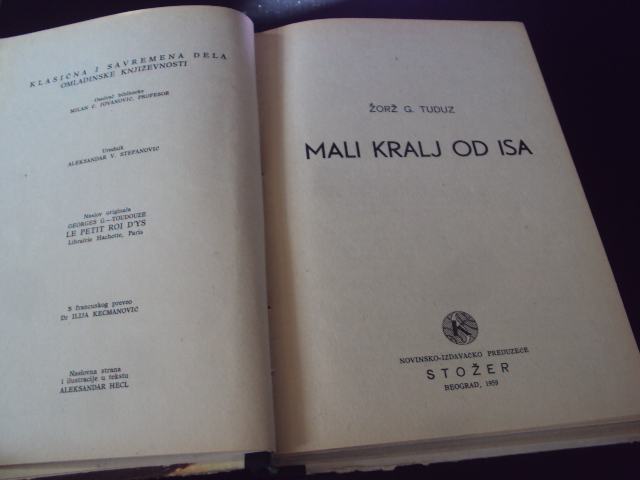 KLASIČNA I SAVREMENA DELA
OMLADINSKE KNJIŽEVNOSTI
Osnivač biblioteke
MILAN Č. JOVANOVIĆ, PROFESOR
Urednik
ALEKSANDAR V. STEFANOVIĆ
Naslov originala
GEORGES G.—TOUDOUZE
LE PETIT ROI D'YS
Librairie Hachette, Paris
S francuskog preveo
Dr ILIJA KECMANOVIĆ
Naslovna strana
i ilustracije u tekstu
ALEKSANDAR HECL
ŽORŽ G. TUDUZ
MALI KRALJ OD ISA
K
NOVINSKO-IZDAVAČKO PREDUZEĆE
STOŽER
BEOGRAD, 1959